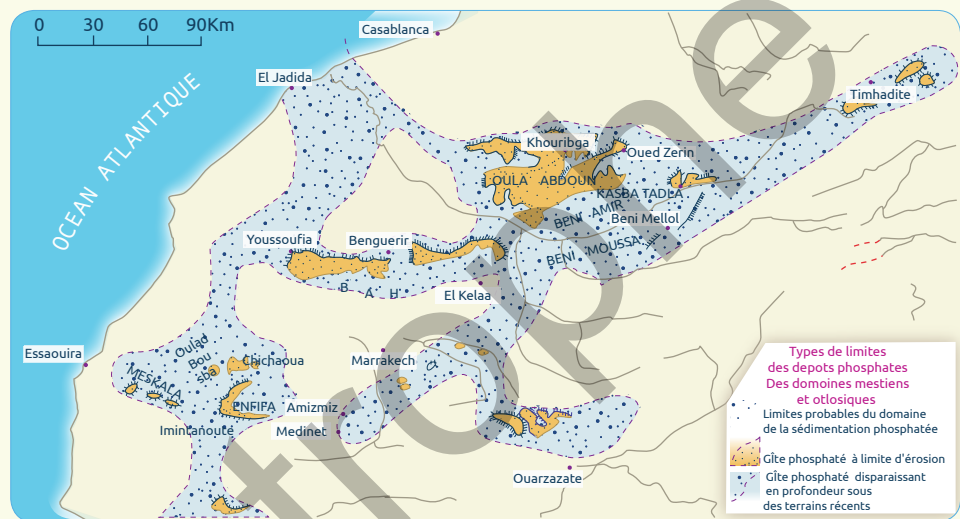 0 30 60 90Km
Casablanca
El Jadida
OCEAN ATLANTIQUE
Timhadite
Khouribga
Oued Zerin
OULA ABDOUN
KASBA TADLA
BENI AMIR
Beni Mellol
BENI MOUSSA
Youssoufia
Benguerir
B A H
El Kelaa
Essaouira
Oulad
Bou
Chichaoua
Marrakech
MESKALA
ENFIFA
Amizmiz
Imintanoute
Medinet
Ouarzazate
Types de limites
des depots phosphates
Des domoines mestiens
et otlosiques
Limites probables du domaine
de la sédimentation phosphatée
Gîte phosphaté à limite d'érosion
Gîte phosphaté disparaissant
en profondeur sous
des terrains récents